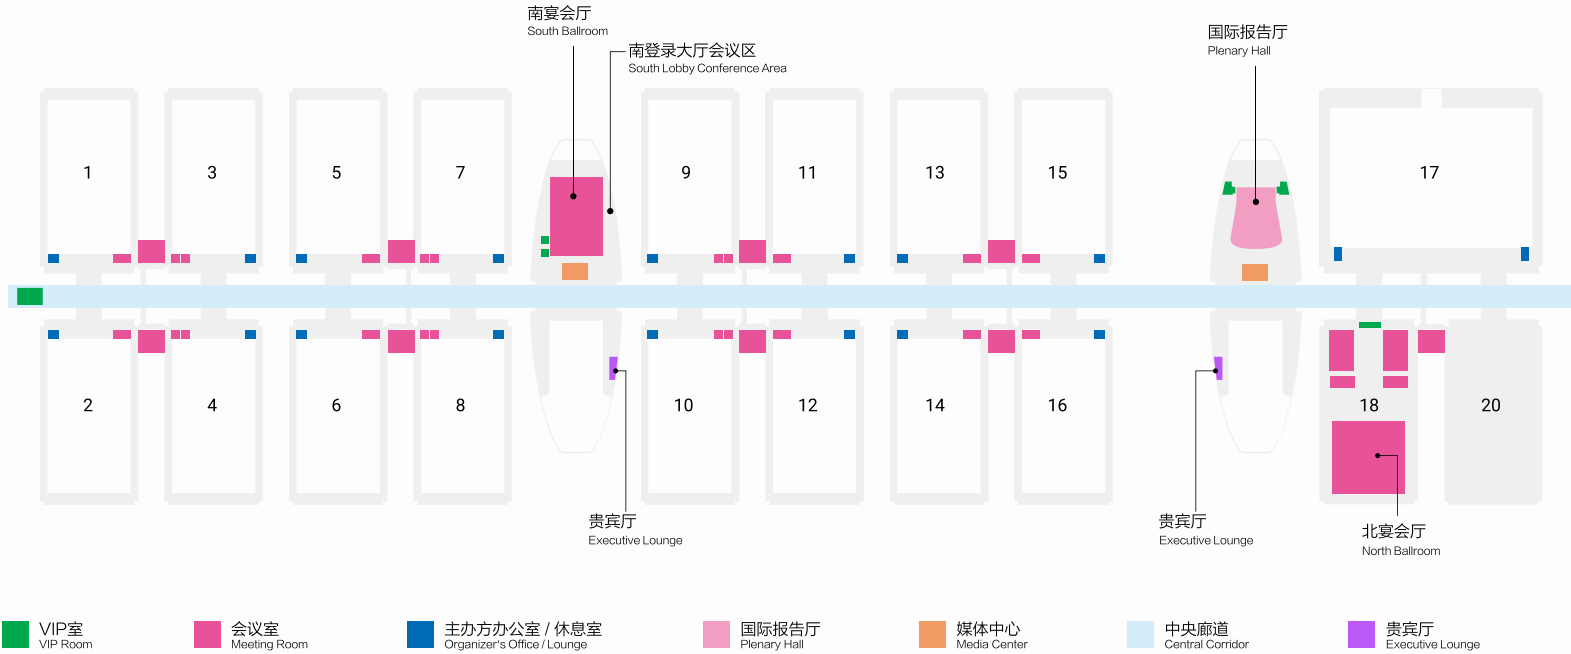 南宴会厅
South Ballroom
南登录大厅会议区
South Lobby Conference Area
国际报告厅
Plenary Hall
1
3
5
7
9
11
13
15
17
2
4
6
8
10
12
14
16
18
20
贵宾厅
Executive Lounge
贵宾厅
Executive Lounge
北宴会厅
North Ballroom
VIP室
VIP Room
会议室
Meeting Room
主办方办公室 / 休息室
Organizer's Office / Lounge
国际报告厅
Plenary Hall
媒体中心
Media Center
中央廊道
Central Corridor
贵宾厅
Executive Lounge